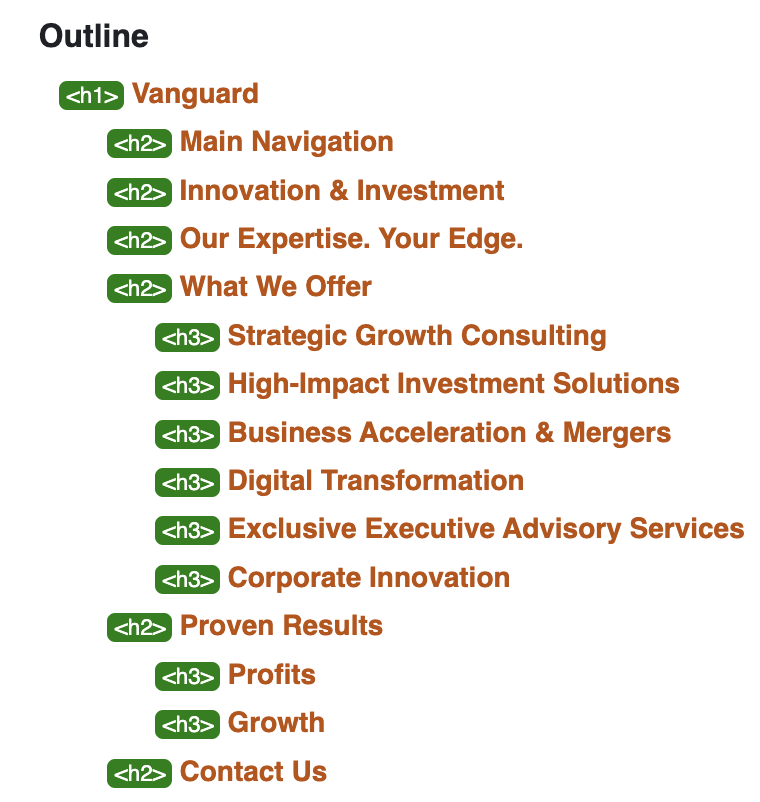 Outline
<h1> Vanguard
<h2> Main Navigation
<h2> Innovation & Investment
<h2> Our Expertise. Your Edge.
<h2> What We Offer
<h3> Strategic Growth Consulting
<h3> High-Impact Investment Solutions
<h3> Business Acceleration & Mergers
<h3> Digital Transformation
<h3> Exclusive Executive Advisory Services
<h3> Corporate Innovation
<h2> Proven Results
<h3> Profits
<h3> Growth
<h2> Contact Us